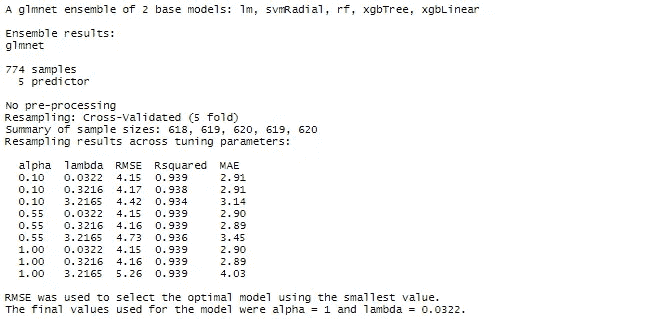 A glmnet ensemble of 2 base models: lm, svmRadial, rf, xgbTree, xgbLinear
Ensemble results:
glmnet
774 samples
5 predictor
No pre-processing
Resampling: Cross-Validated (5 fold)
Summary of sample sizes: 618, 619, 620, 619, 620
Resampling results across tuning parameters:
alpha lambda RMSE Rsquared MAE
0.10 0.0322 4.15 0.939 2.91
0.10 0.3216 4.17 0.938 2.91
0.10 3.2165 4.42 0.934 3.14
0.55 0.0322 4.15 0.939 2.90
0.55 0.3216 4.16 0.939 2.89
0.55 3.2165 4.73 0.936 3.45
1.00 0.0322 4.15 0.939 2.90
1.00 0.3216 4.16 0.939 2.89
1.00 3.2165 5.26 0.939 4.03
RMSE was used to select the optimal model using the smallest value.
The final values used for the model were alpha = 1 and lambda = 0.0322.